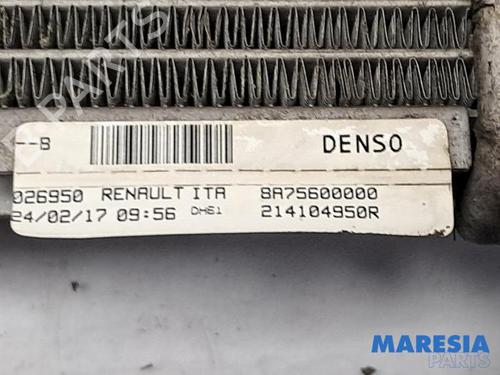 --B
DENSO
026950 RENAULT ITA 8A75600000
24/02/17 09:56 DHS1 214104950R
MARESIA
PARTS